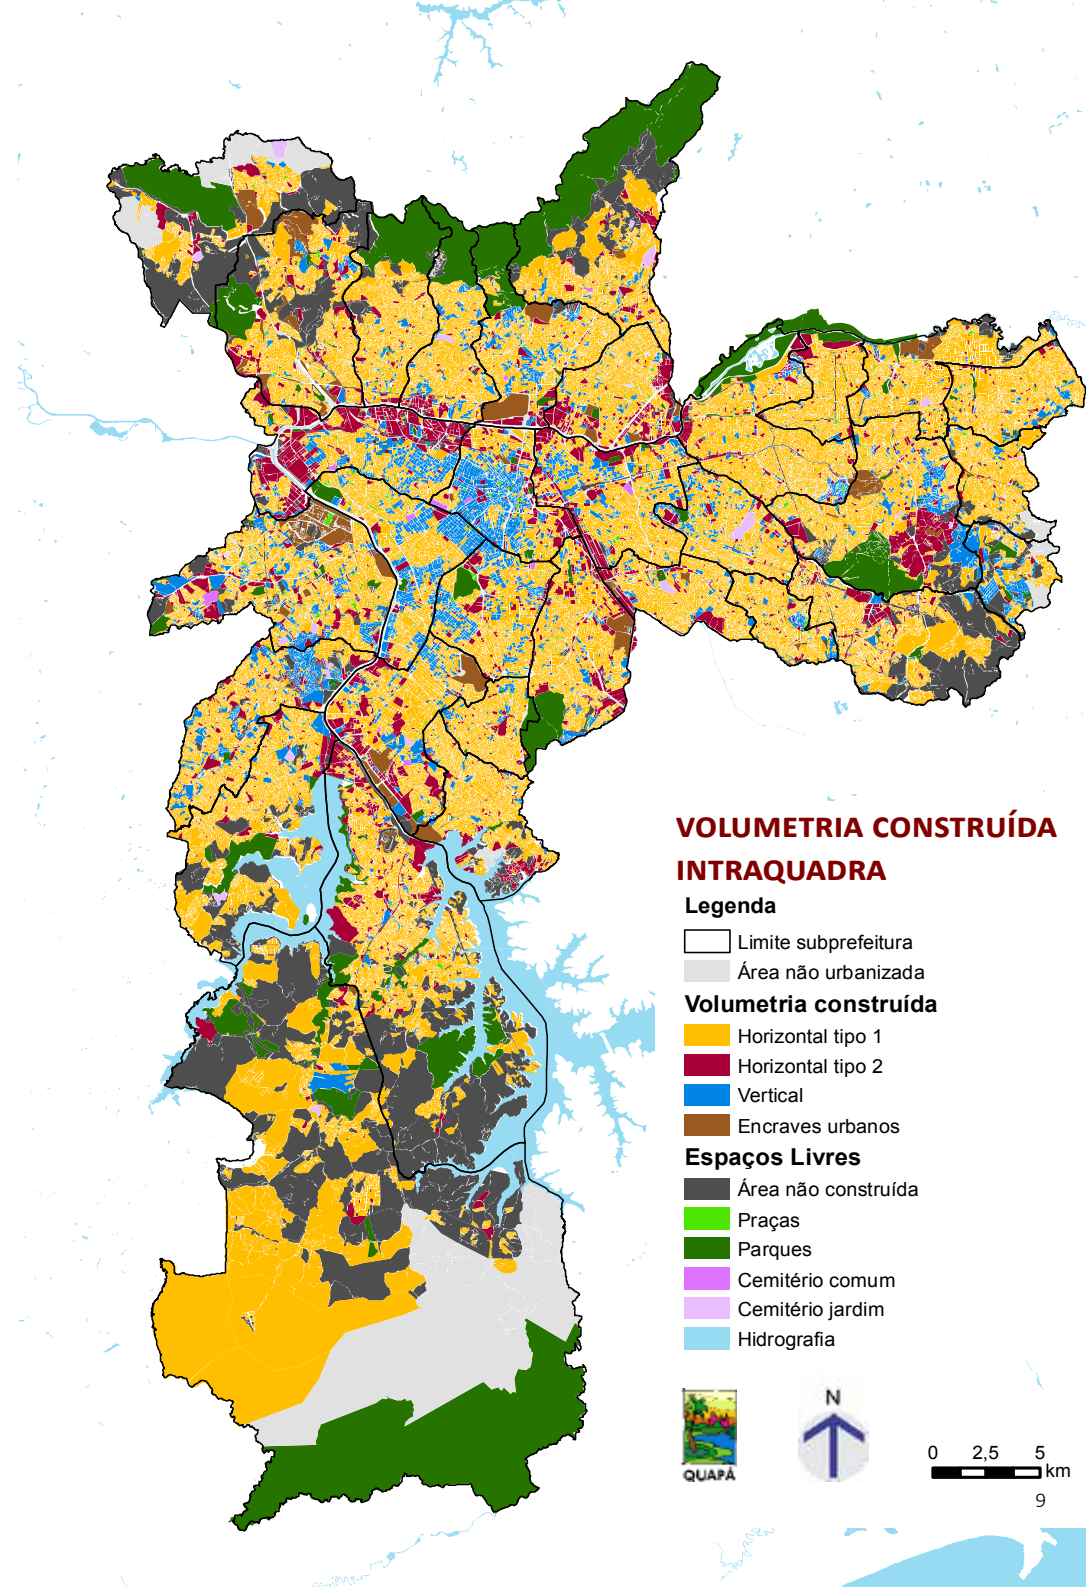 VOLUMETRIA CONSTRUÍDA
INTRAQUADRA
Legenda
Limite subprefeitura
Área não urbanizada
Volumetria construída
Horizontal tipo 1
Horizontal tipo 2
Vertical
Encraves urbanos
Espaços Livres
Área não construída
Praças
Parques
Cemitério comum
Cemitério jardim
Hidrografia
QUAPÁ
N
0 2,5 5
km
9